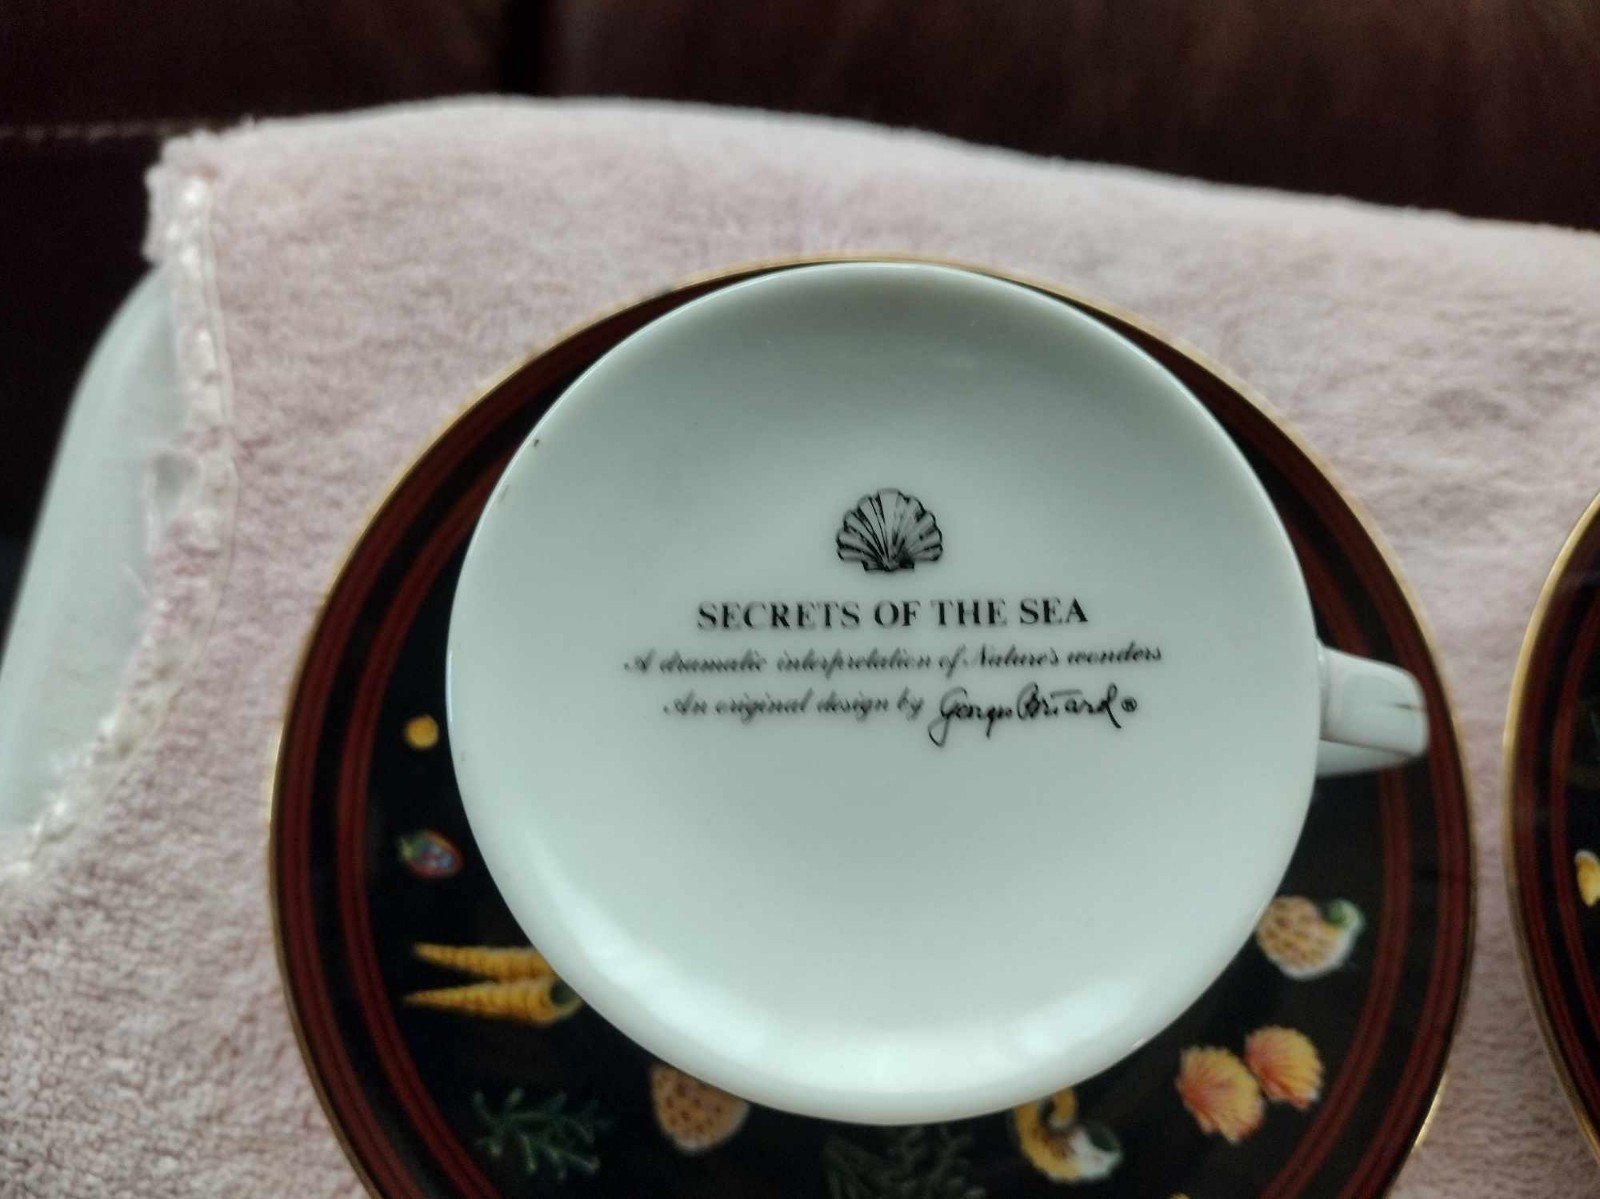 SECRETS OF THE SEA
A dramatic interpretation of Nature's wonders
An original design by Georges Briard®